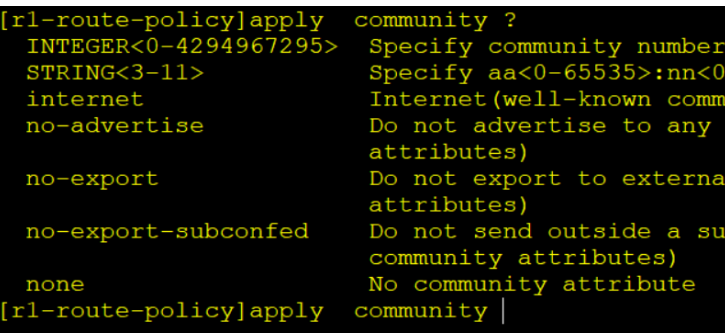 [r1-route-policy]apply  community ?
  INTEGER<0-4294967295>  Specify community number
  STRING<3-11>           Specify aa<0-65535>:nn<0
  internet               Internet(well-known comm
  no-advertise           Do not advertise to any
                         attributes)
  no-export              Do not export to externa
                         attributes)
  no-export-subconfed    Do not send outside a su
                         community attributes)
  none                   No community attribute
[r1-route-policy]apply  community